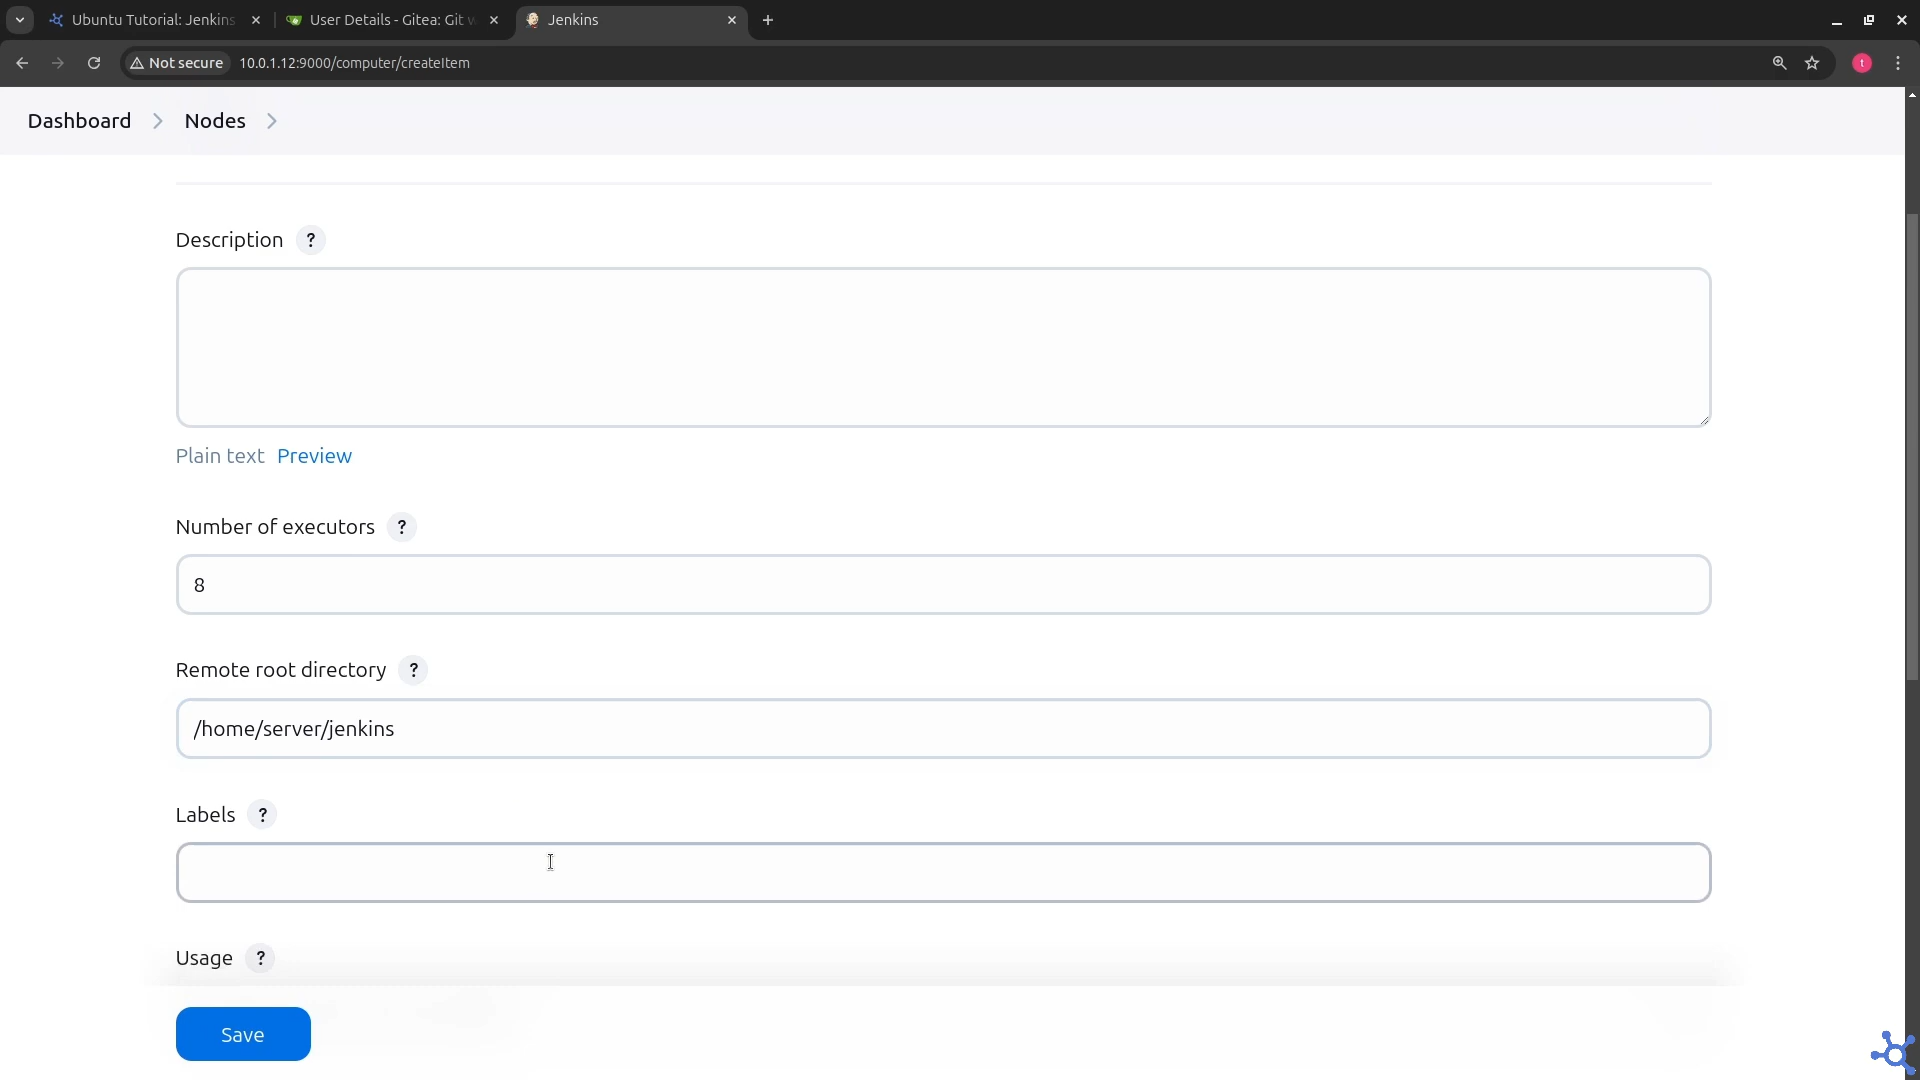 Ubuntu Tutorial: Jenkins
User Details - Gitea: Git w
Jenkins
Not secure
10.0.1.12:9000/computer/createItem
t
Dashboard
Nodes
Description ?
Plain text Preview
Number of executors ?
8
Remote root directory ?
/home/server/jenkins
Labels ?
Usage ?
Save